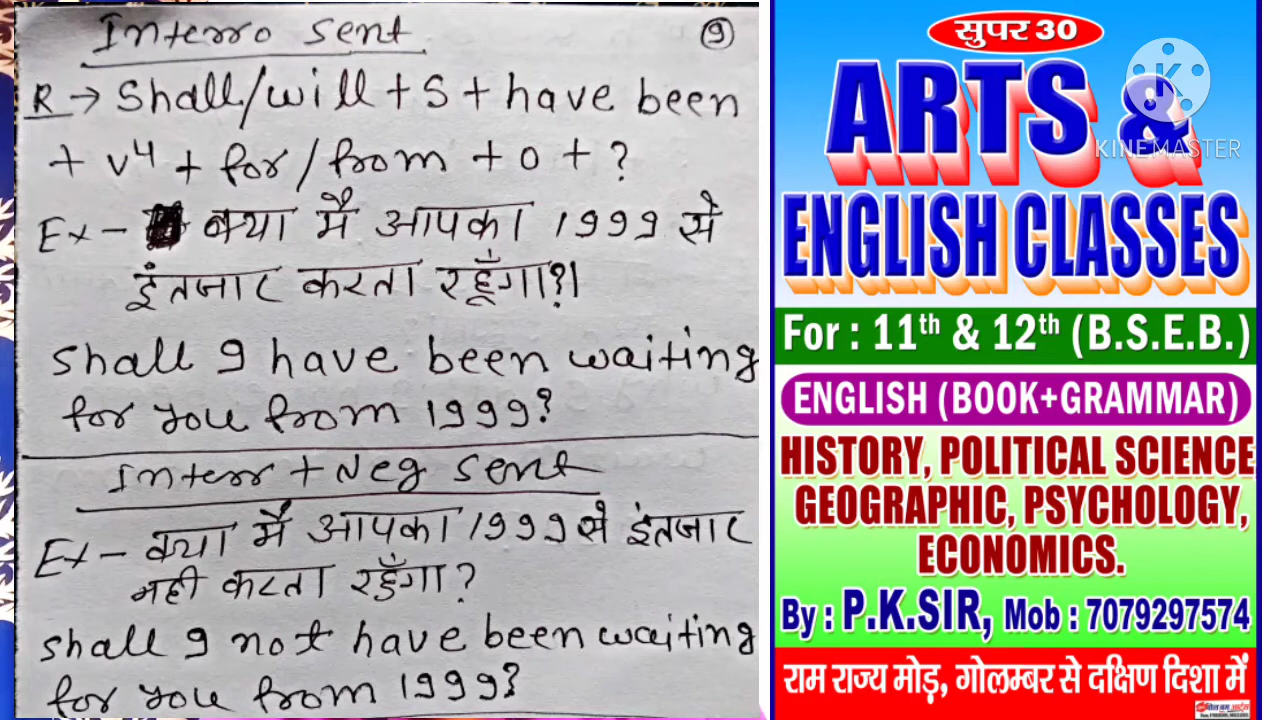 Interro Sent
9
R → Shall/will + S + have been
+ v4 + for/from + o + ?
Ex - क्या मै आपका 1999 से
इंतजार करता रहूँगा?।
Shall I have been waiting
for you from 1999?
Interr + Neg Sent
Ex - क्या मै आपका 1999 से इंतजार
नही करता रहुँगा?
Shall I not have been waiting
for you from 1999?
सुपर 30
ARTS &
KINEMASTER
ENGLISH CLASSES
For : 11th & 12th (B.S.E.B.)
ENGLISH (BOOK+GRAMMAR)
HISTORY, POLITICAL SCIENCE
GEOGRAPHIC, PSYCHOLOGY,
ECONOMICS.
By : P.K.SIR, Mob : 7079297574
राम राज्य मोड़, गोलम्बर से दक्षिण दिशा में